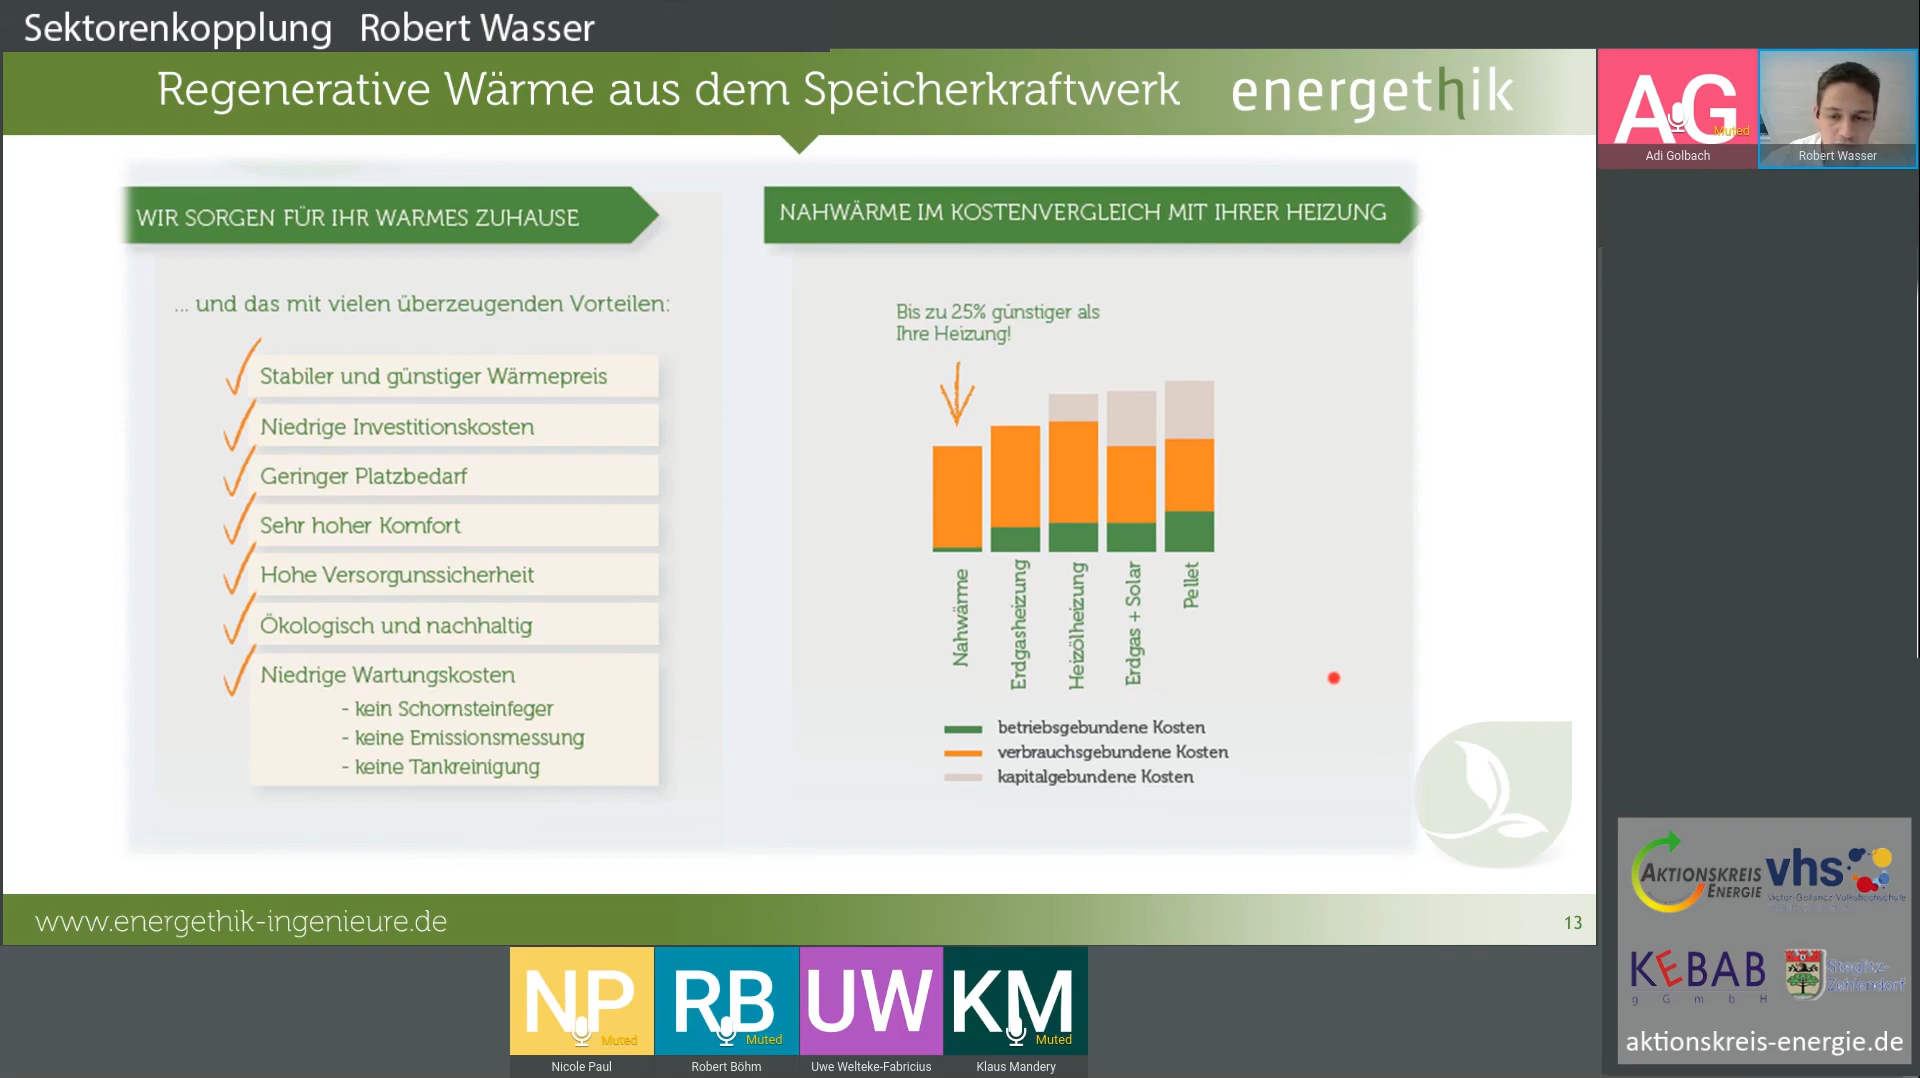 Sektorenkopplung Robert Wasser
Regenerative Wärme aus dem Speicherkraftwerk
energethik
WIR SORGEN FÜR IHR WARMES ZUHAUSE
... und das mit vielen überzeugenden Vorteilen:
Stabiler und günstiger Wärmepreis
Niedrige Investitionskosten
Geringer Platzbedarf
Sehr hoher Komfort
Hohe Versorgunssicherheit
Ökologisch und nachhaltig
Niedrige Wartungskosten
- kein Schornsteinfeger
- keine Emissionsmessung
- keine Tankreinigung
NAHWÄRME IM KOSTENVERGLEICH MIT IHRER HEIZUNG
Bis zu 25% günstiger als
Ihre Heizung!
Nahwärme
Erdgasheizung
Heizölheizung
Erdgas + Solar
Pellet
betriebsgebundene Kosten
verbrauchsgebundene Kosten
kapitalgebundene Kosten
www.energethik-ingenieure.de
13
AG
Muted
Adi Golbach
Robert Wasser
NP
Muted
Nicole Paul
RB
Muted
Robert Böhm
UW
Uwe Welteke-Fabricius
KM
Muted
Klaus Mandery
AKTIONSKREIS
ENERGIE
vhs
Victor-Gollancz-Volkshochschule
KEBAB
gGmbH
Steglitz-
Zehlendorf
aktionskreis-energie.de